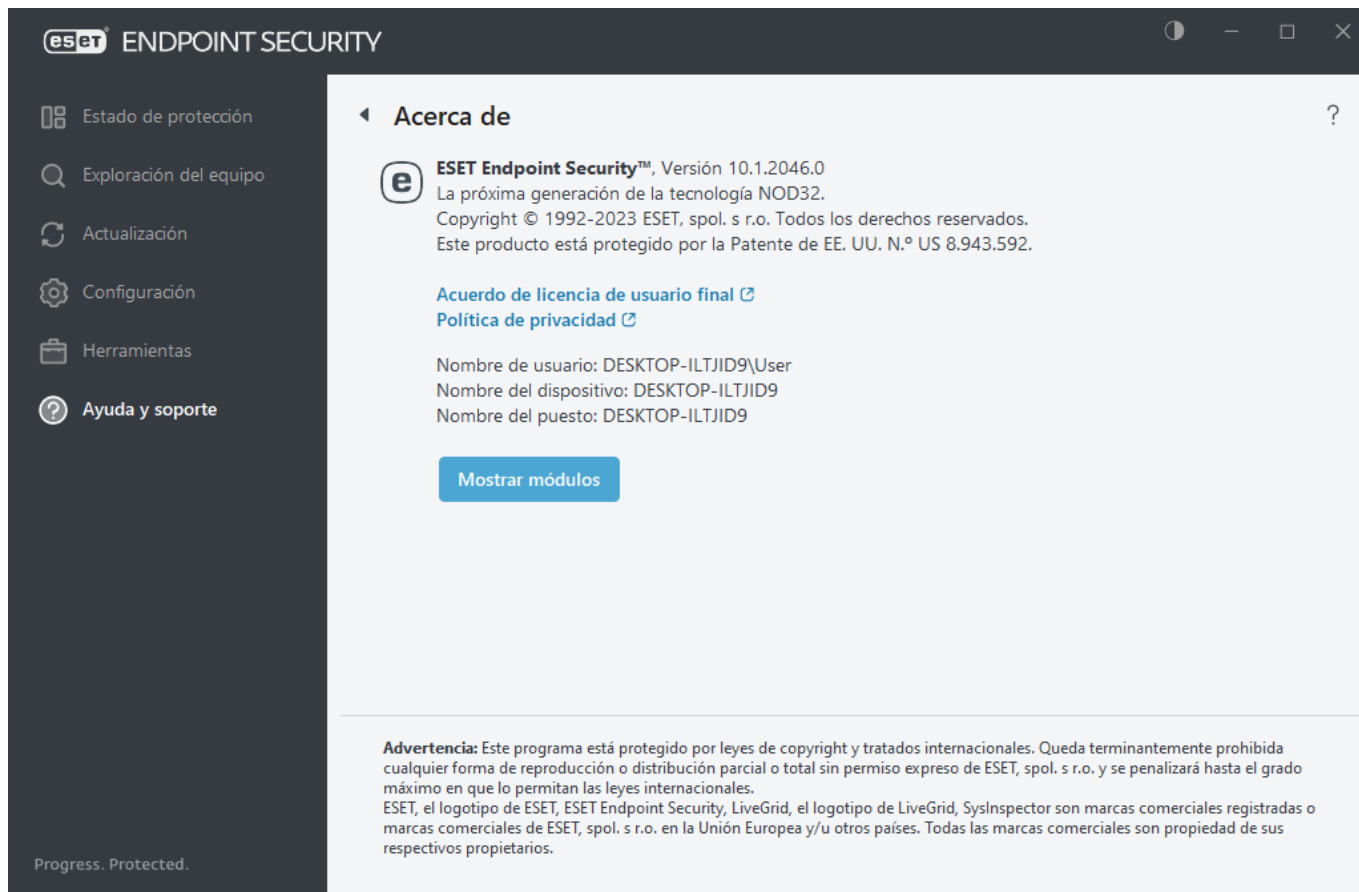 eset ENDPOINT SECURITY
Estado de protección
Exploración del equipo
Actualización
Configuración
Herramientas
Ayuda y soporte
Progress. Protected.
Acerca de
?
e
ESET Endpoint Security™, Versión 10.1.2046.0
La próxima generación de la tecnología NOD32.
Copyright © 1992-2023 ESET, spol. s r.o. Todos los derechos reservados.
Este producto está protegido por la Patente de EE. UU. N.º US 8.943.592.
Acuerdo de licencia de usuario final
Política de privacidad
Nombre de usuario: DESKTOP-ILTJID9\User
Nombre del dispositivo: DESKTOP-ILTJID9
Nombre del puesto: DESKTOP-ILTJID9
Mostrar módulos
Advertencia: Este programa está protegido por leyes de copyright y tratados internacionales. Queda terminantemente prohibida
cualquier forma de reproducción o distribución parcial o total sin permiso expreso de ESET, spol. s r.o. y se penalizará hasta el grado
máximo en que lo permitan las leyes internacionales.
ESET, el logotipo de ESET, ESET Endpoint Security, LiveGrid, el logotipo de LiveGrid, SysInspector son marcas comerciales registradas o
marcas comerciales de ESET, spol. s r.o. en la Unión Europea y/u otros países. Todas las marcas comerciales son propiedad de sus
respectivos propietarios.